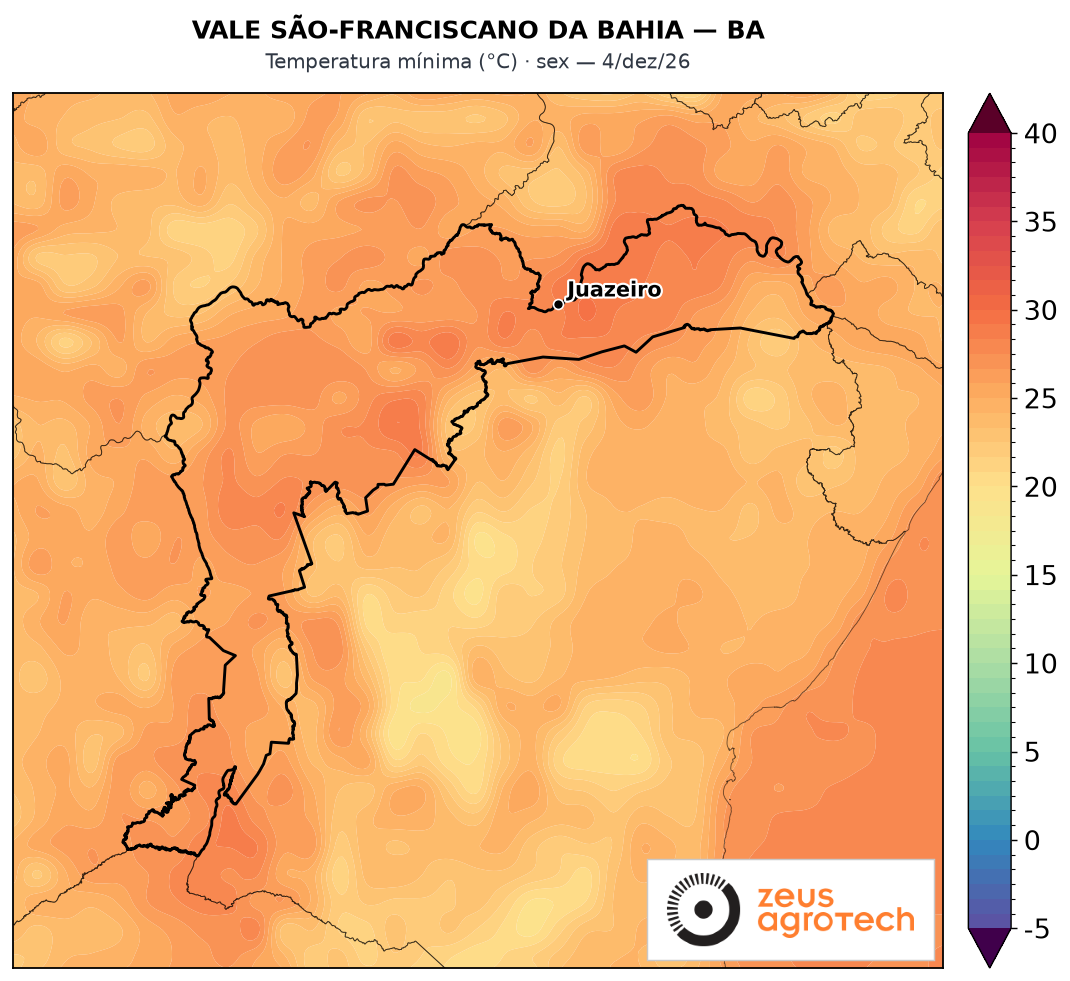 VALE SÃO-FRANCISCANO DA BAHIA — BA
Temperatura mínima (°C) · sex — 4/dez/26
Juazeiro
40
35
30
25
20
15
10
5
0
-5
zeus
agrotech